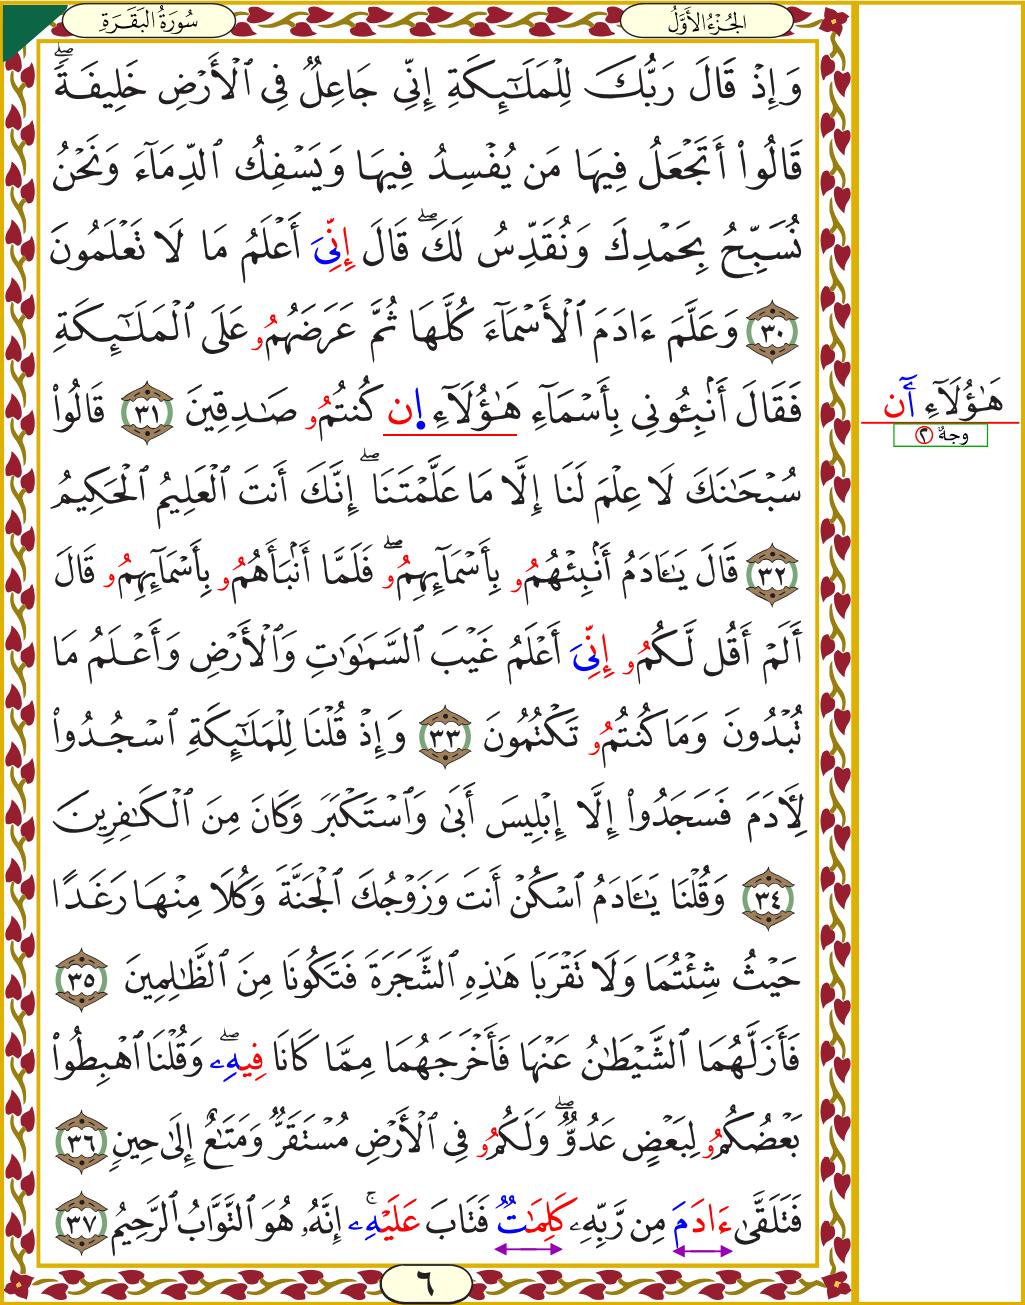 سُورَةُ البَقَرَةِ
الجُزْءُ الأَوَّلُ
وَإِذْ قَالَ رَبُّكَ لِلْمَلَٰٓئِكَةِ إِنِّي جَاعِلٌ فِي ٱلْأَرْضِ خَلِيفَةًۖ
قَالُوٓا۟ أَتَجْعَلُ فِيهَا مَن يُفْسِدُ فِيهَا وَيَسْفِكُ ٱلدِّمَآءَ وَنَحْنُ
نُسَبِّحُ بِحَمْدِكَ وَنُقَدِّسُ لَكَۖ قَالَ إِنِّيَ أَعْلَمُ مَا لَا تَعْلَمُونَ
٣٠ وَعَلَّمَ ءَادَمَ ٱلْأَسْمَآءَ كُلَّهَا ثُمَّ عَرَضَهُمُۥ عَلَى ٱلْمَلَٰٓئِكَةِ
فَقَالَ أَنۢبِـُٔونِي بِأَسْمَآءِ هَٰٓؤُلَآءِ اِن كُنتُمُۥ صَٰدِقِينَ ٣١ قَالُوا۟
هَٰٓؤُلَآءِ اَ۬ن
وجهٌ ٢
سُبْحَٰنَكَ لَا عِلْمَ لَنَا إِلَّا مَا عَلَّمْتَنَاۖ إِنَّكَ أَنتَ ٱلْعَلِيمُ ٱلْحَكِيمُ
٣٢ قَالَ يَٰٓـَٔادَمُ أَنۢبِئْهُمُۥ بِأَسْمَآئِهِمُۥۖ فَلَمَّا أَنۢبَأَهُمُۥ بِأَسْمَآئِهِمُۥ قَالَ
أَلَمْ أَقُل لَّكُمُۥ إِنِّيَ أَعْلَمُ غَيْبَ ٱلسَّمَٰوَٰتِ وَٱلْأَرْضِ وَأَعْلَمُ مَا
تُبْدُونَ وَمَا كُنتُمُۥ تَكْتُمُونَ ٣٣ وَإِذْ قُلْنَا لِلْمَلَٰٓئِكَةِ ٱسْجُدُوا۟
لِأٓدَمَ فَسَجَدُوا۟ إِلَّا إِبْلِيسَ أَبَىٰ وَٱسْتَكْبَرَ وَكَانَ مِنَ ٱلْكَٰفِرِينَ
٣٤ وَقُلْنَا يَٰٓـَٔادَمُ ٱسْكُنْ أَنتَ وَزَوْجُكَ ٱلْجَنَّةَ وَكُلَا مِنْهَا رَغَدًا
حَيْثُ شِئْتُمَا وَلَا تَقْرَبَا هَٰذِهِ ٱلشَّجَرَةَ فَتَكُونَا مِنَ ٱلظَّٰلِمِينَ ٣٥
فَأَزَلَّهُمَا ٱلشَّيْطَٰنُ عَنْهَا فَأَخْرَجَهُمَا مِمَّا كَانَا فِيهِۦۖ وَقُلْنَا ٱهْبِطُوا۟
بَعْضُكُمُۥ لِبَعْضٍ عَدُوٌّۖ وَلَكُمُۥ فِي ٱلْأَرْضِ مُسْتَقَرٌّ وَمَتَٰعٌ إِلَىٰ حِينٍ ٣٦
فَتَلَقَّىٰ ءَادَمَ مِن رَّبِّهِۦ كَلِمَٰتٌ فَتَابَ عَلَيْهِۦۚ إِنَّهُۥ هُوَ ٱلتَّوَّابُ ٱلرَّحِيمُ ٣٧
٦